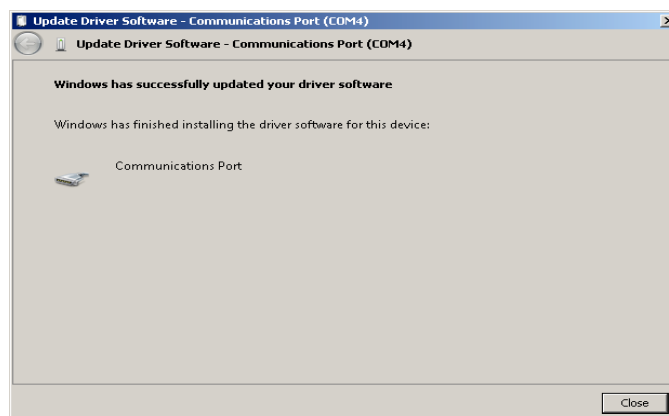 Update Driver Software - Communications Port (COM4)
Update Driver Software - Communications Port (COM4)
Windows has successfully updated your driver software
Windows has finished installing the driver software for this device:
Communications Port
Close